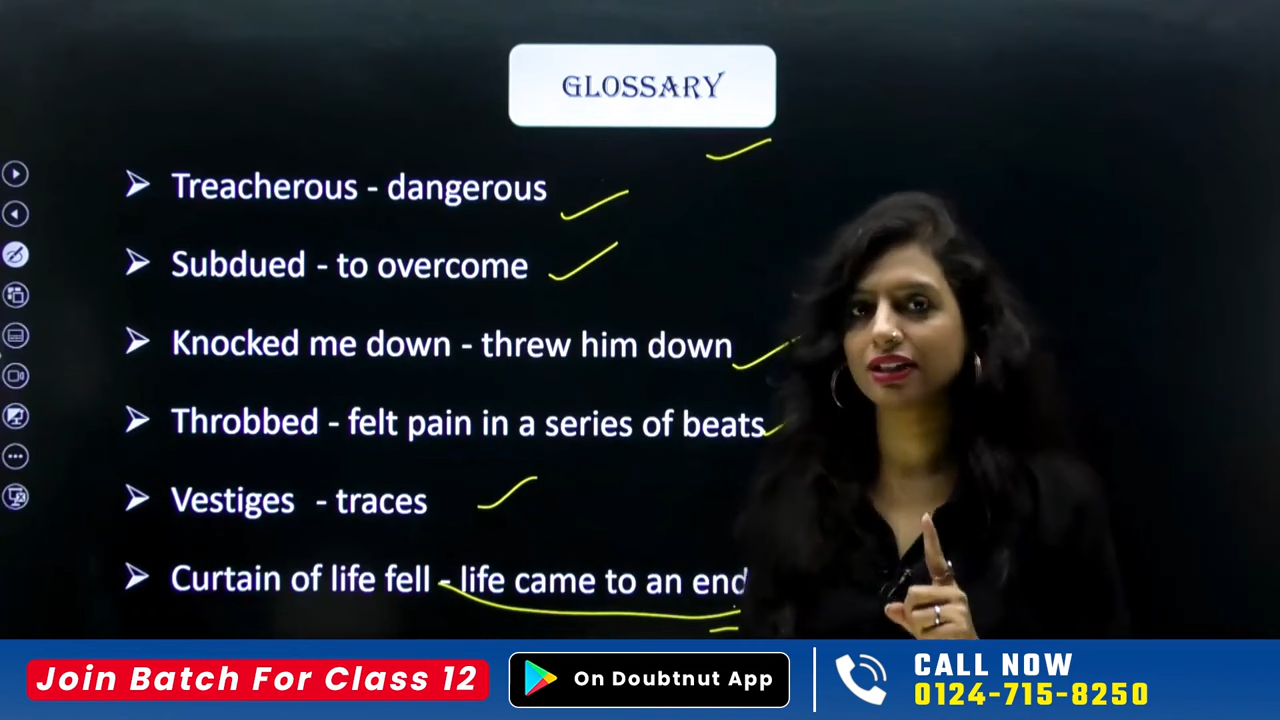 GLOSSARY
Treacherous - dangerous
Subdued - to overcome
Knocked me down - threw him down
Throbbed - felt pain in a series of beats
Vestiges - traces
Curtain of life fell - life came to an end
Join Batch For Class 12
On Doubtnut App
CALL NOW
0124-715-8250